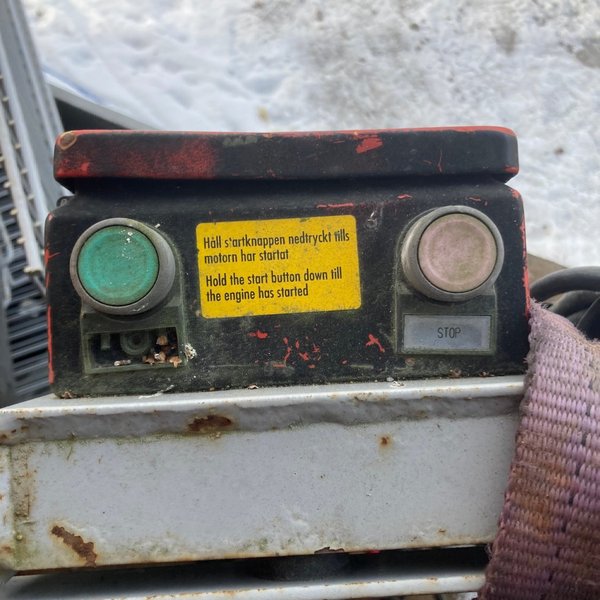 Håll startknappen nedtryckt tills
motorn har startat
Hold the start button down till
the engine has started
STOP